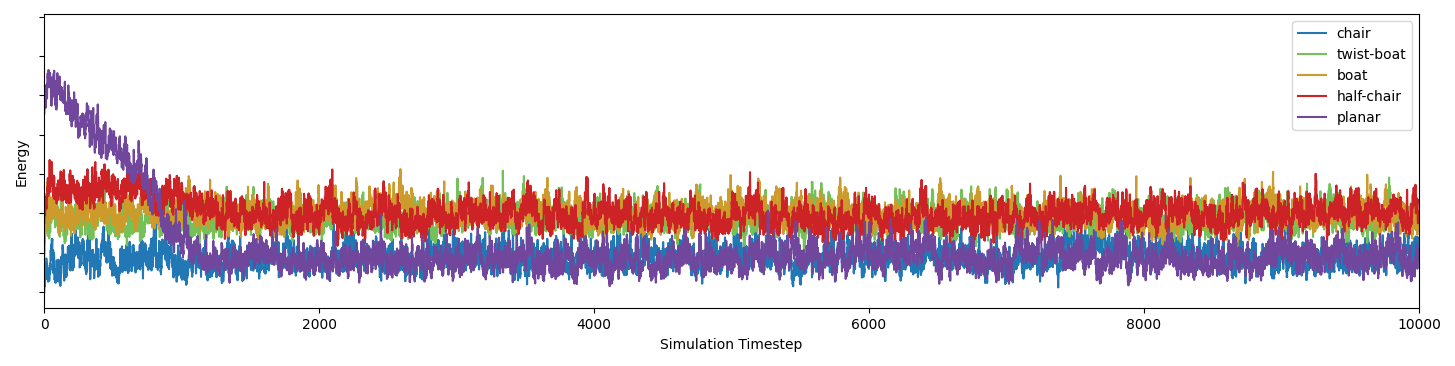 Energy
chair
twist-boat
boat
half-chair
planar
0 2000 4000 6000 8000 10000
Simulation Timestep